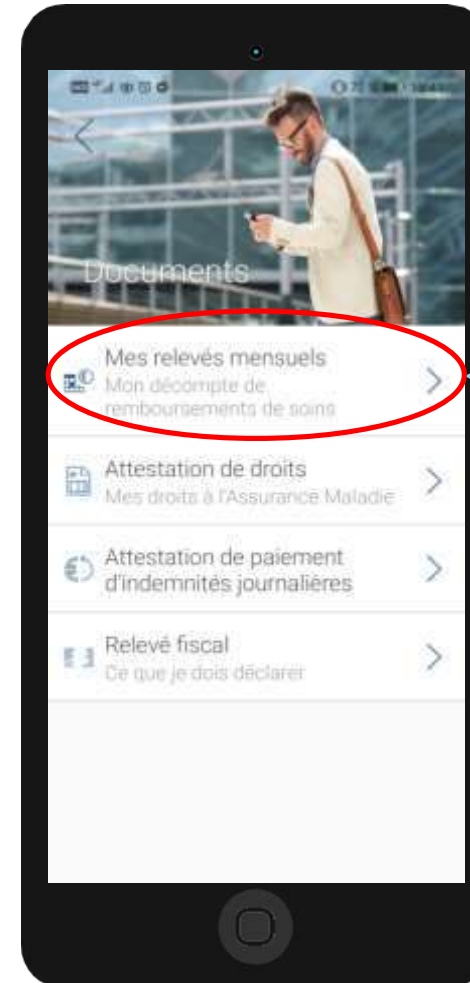 Documents
Mes relevés mensuels
Mon décompte de
remboursements de soins
Attestation de droits
Mes droits à l'Assurance Maladie
Attestation de paiement
d'indemnités journalières
Relevé fiscal
Ce que je dois déclarer